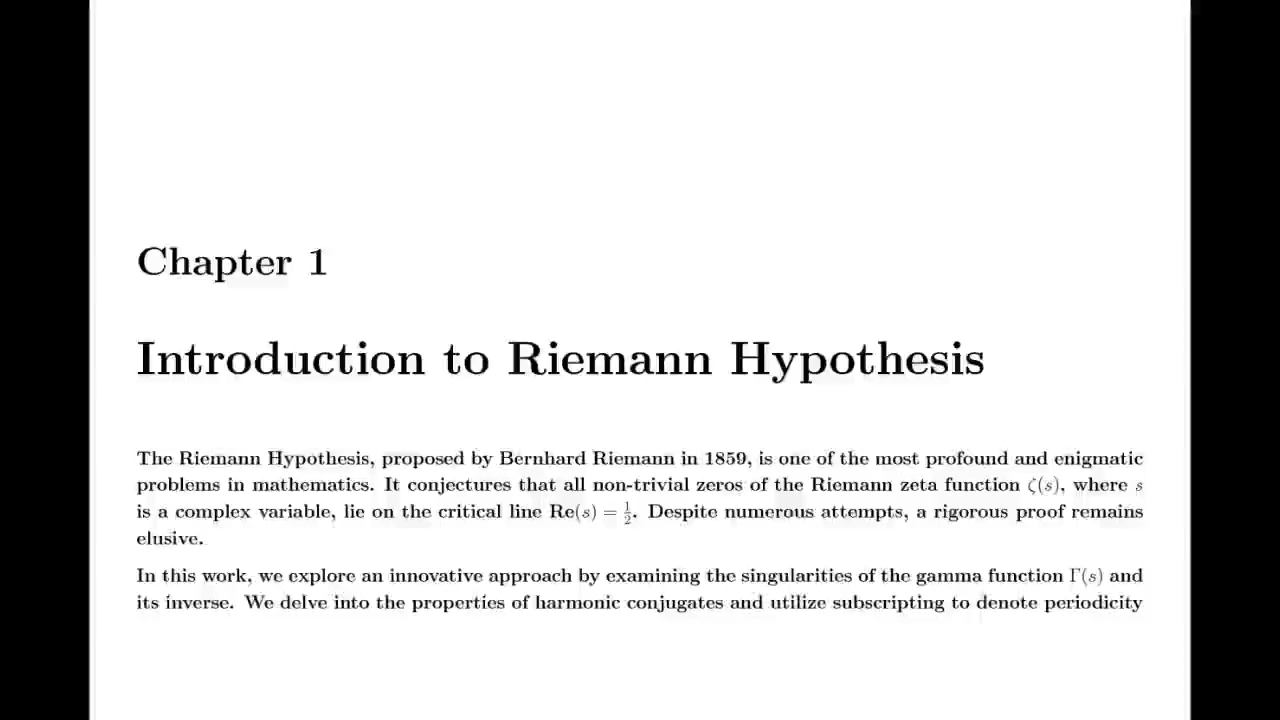 Chapter 1
Introduction to Riemann Hypothesis
The Riemann Hypothesis, proposed by Bernhard Riemann in 1859, is one of the most profound and enigmatic
problems in mathematics. It conjectures that all non-trivial zeros of the Riemann zeta function ζ(s), where s
is a complex variable, lie on the critical line Re(s) = 1/2. Despite numerous attempts, a rigorous proof remains
elusive.
In this work, we explore an innovative approach by examining the singularities of the gamma function Γ(s) and
its inverse. We delve into the properties of harmonic conjugates and utilize subscripting to denote periodicity